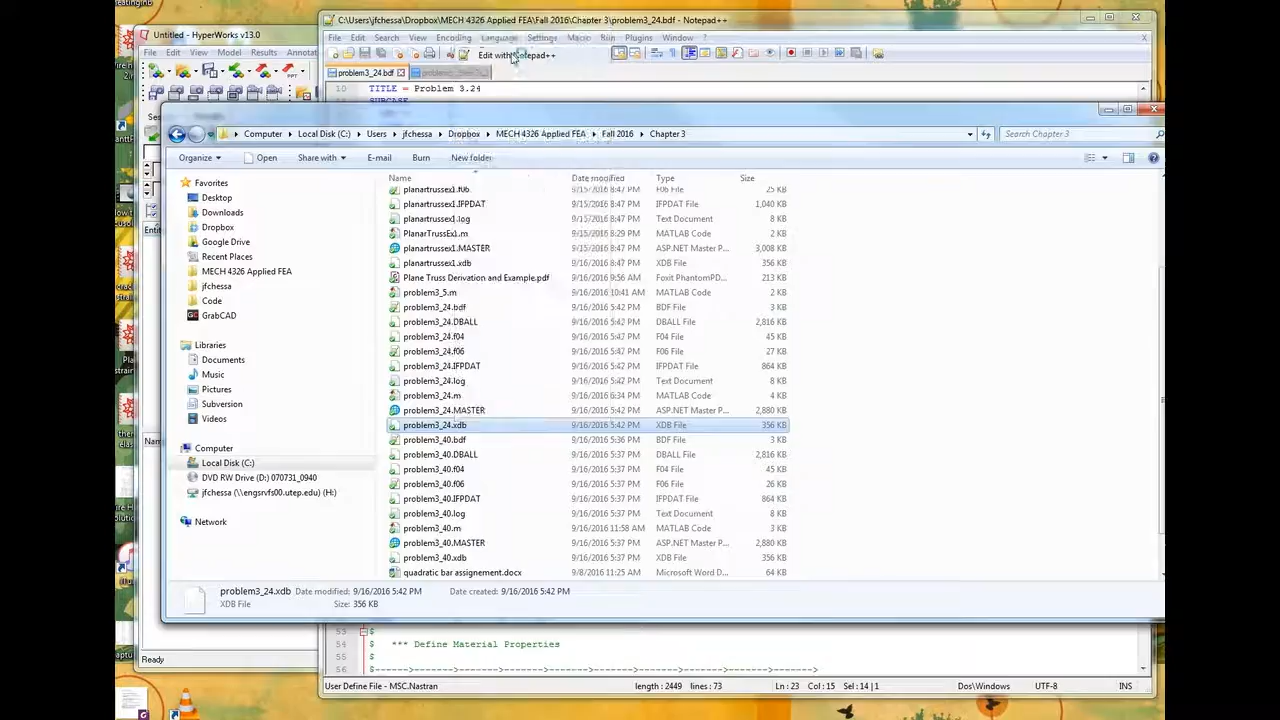 C:\Users\jfchessa\Dropbox\MECH 4326 Applied FEA\Fall 2016\Chapter 3\problem3_24.bdf - Notepad++
Untitled - HyperWorks v13.0
File Edit Search View Encoding Language Settings Macro Run Plugins Window ? X
File Edit View Model Results Annotat
Edit with Notepad++
problem3_24.bdf
10 TITLE = Problem 3.24
SUBCASE
Computer Local Disk (C:) Users jfchessa Dropbox MECH 4326 Applied FEA Fall 2016 Chapter 3 Search Chapter 3
Organize Open Share with E-mail Burn New folder
Name Date modified Type Size
planartrussex1.f06 9/15/2016 8:47 PM F06 File 25 KB
planartrussex1.IFPDAT 9/15/2016 8:47 PM IFPDAT File 1,040 KB
planartrussex1.log 9/15/2016 8:47 PM Text Document 8 KB
PlanarTrussEx1.m 9/15/2016 8:29 PM MATLAB Code 2 KB
planartrussex1.MASTER 9/15/2016 8:47 PM ASP.NET Master P... 3,008 KB
planartrussex1.xdb 9/15/2016 8:47 PM XDB File 356 KB
Plane Truss Derivation and Example.pdf 9/9/2016 9:56 AM Foxit PhantomPD... 213 KB
problem3_5.m 9/16/2016 10:41 AM MATLAB Code 2 KB
problem3_24.bdf 9/16/2016 5:42 PM BDF File 3 KB
problem3_24.DBALL 9/16/2016 5:42 PM DBALL File 2,816 KB
problem3_24.f04 9/16/2016 5:42 PM F04 File 45 KB
problem3_24.f06 9/16/2016 5:42 PM F06 File 27 KB
problem3_24.IFPDAT 9/16/2016 5:42 PM IFPDAT File 864 KB
problem3_24.log 9/16/2016 5:42 PM Text Document 8 KB
problem3_24.m 9/16/2016 6:34 PM MATLAB Code 4 KB
problem3_24.MASTER 9/16/2016 5:42 PM ASP.NET Master P... 2,880 KB
problem3_24.xdb 9/16/2016 5:42 PM XDB File 356 KB
problem3_40.bdf 9/16/2016 5:36 PM BDF File 3 KB
problem3_40.DBALL 9/16/2016 5:37 PM DBALL File 2,816 KB
problem3_40.f04 9/16/2016 5:37 PM F04 File 45 KB
problem3_40.f06 9/16/2016 5:37 PM F06 File 26 KB
problem3_40.IFPDAT 9/16/2016 5:37 PM IFPDAT File 864 KB
problem3_40.log 9/16/2016 5:37 PM Text Document 8 KB
problem3_40.m 9/16/2016 11:58 AM MATLAB Code 2 KB
problem3_40.MASTER 9/16/2016 5:37 PM ASP.NET Master P... 2,880 KB
problem3_40.xdb 9/16/2016 5:37 PM XDB File 356 KB
quadratic bar assignement.docx 9/8/2016 11:25 AM Microsoft Word D... 64 KB
Favorites
Desktop
Downloads
Dropbox
Google Drive
Recent Places
MECH 4326 Applied FEA
jfchessa
Code
GrabCAD
Libraries
Documents
Music
Pictures
Subversion
Videos
Computer
Local Disk (C:)
DVD RW Drive (D:) 070731_0940
jfchessa (\\engsrvfs00.utep.edu) (H:)
Network
problem3_24.xdb Date modified: 9/16/2016 5:42 PM Date created: 9/16/2016 5:42 PM
XDB File Size: 356 KB
53 $
54 $ *** Define Material Properties
55 $
56 $------>------->------->------->------->------->------->------->
Ready
User Define File - MSC.Nastran length : 2449 lines : 73 Ln : 23 Col : 15 Sel : 14 | 1 Dos\Windows UTF-8 INS